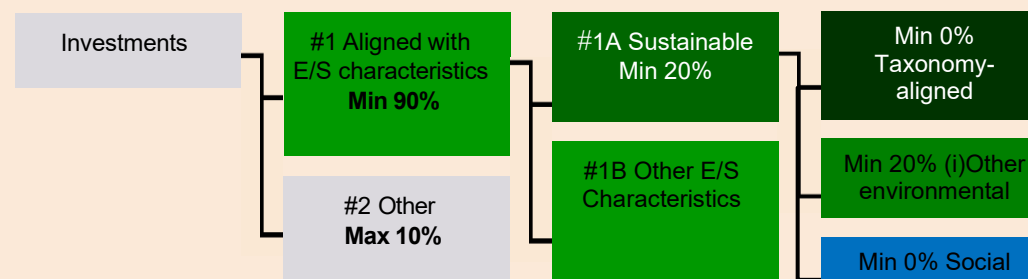 Investments
#1 Aligned with
E/S characteristics
Min 90%
#2 Other
Max 10%
#1A Sustainable
Min 20%
#1B Other E/S
Characteristics
Min 0%
Taxonomy-
aligned
Min 20% (i)Other
environmental
Min 0% Social